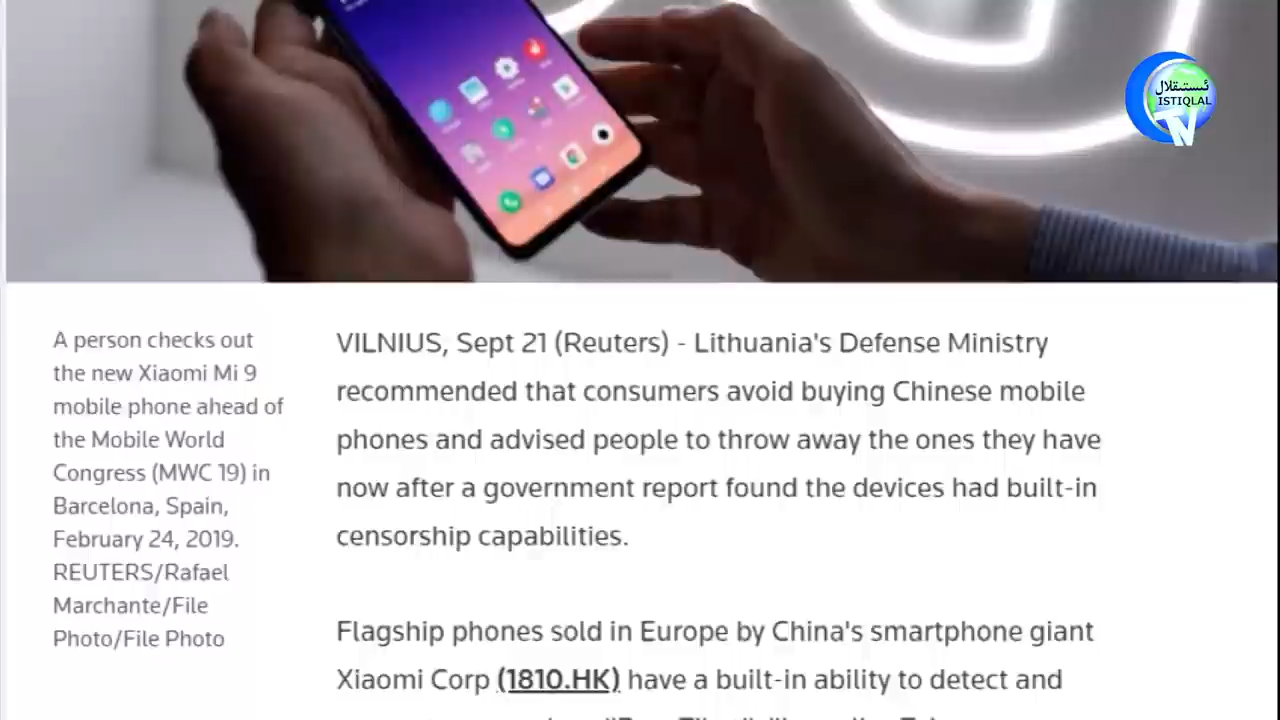 ئىستىقلال
ISTIQLAL
TV
A person checks out
the new Xiaomi Mi 9
mobile phone ahead of
the Mobile World
Congress (MWC 19) in
Barcelona, Spain,
February 24, 2019.
REUTERS/Rafael
Marchante/File
Photo/File Photo
VILNIUS, Sept 21 (Reuters) - Lithuania's Defense Ministry
recommended that consumers avoid buying Chinese mobile
phones and advised people to throw away the ones they have
now after a government report found the devices had built-in
censorship capabilities.
Flagship phones sold in Europe by China's smartphone giant
Xiaomi Corp (1810.HK) have a built-in ability to detect and